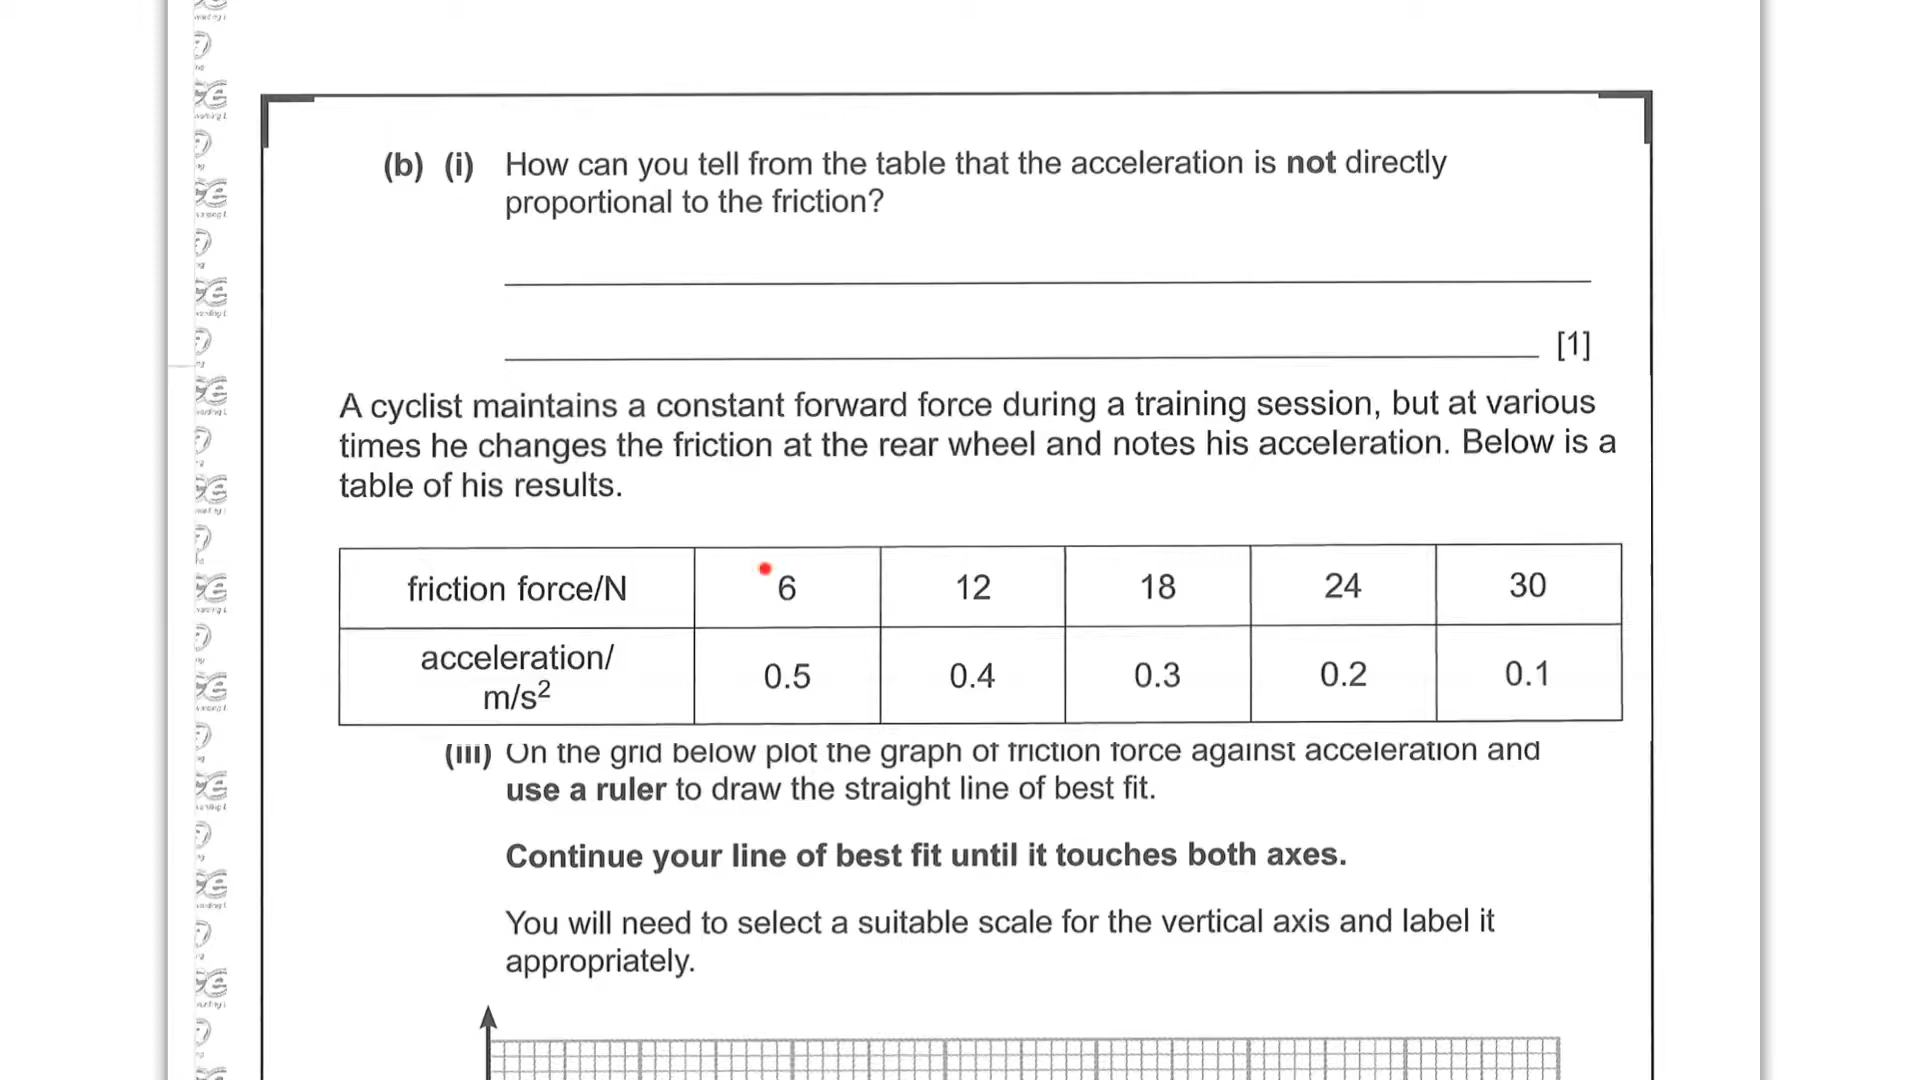 (b) (i) How can you tell from the table that the acceleration is not directly
proportional to the friction?
[1]
A cyclist maintains a constant forward force during a training session, but at various
times he changes the friction at the rear wheel and notes his acceleration. Below is a
table of his results.
friction force/N 6 12 18 24 30
acceleration/
m/s² 0.5 0.4 0.3 0.2 0.1
(iii) On the grid below plot the graph of friction force against acceleration and
use a ruler to draw the straight line of best fit.
Continue your line of best fit until it touches both axes.
You will need to select a suitable scale for the vertical axis and label it
appropriately.